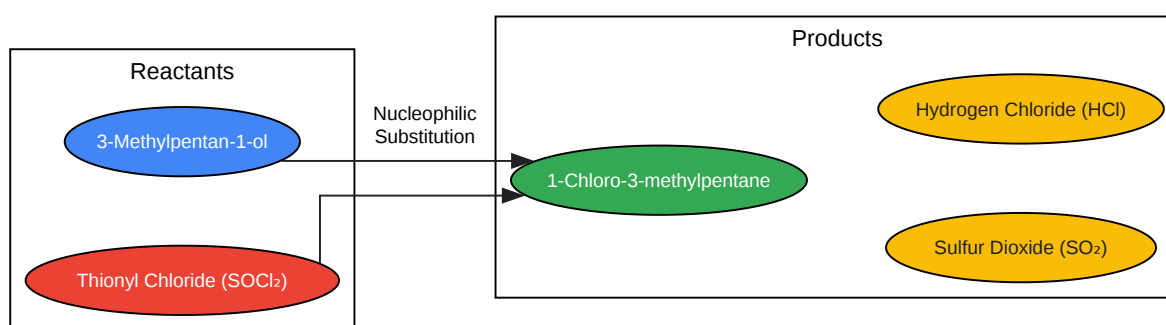 Reactants
3-Methylpentan-1-ol
Thionyl Chloride (SOCl₂)
Nucleophilic
Substitution
Products
1-Chloro-3-methylpentane
Hydrogen Chloride (HCl)
Sulfur Dioxide (SO₂)